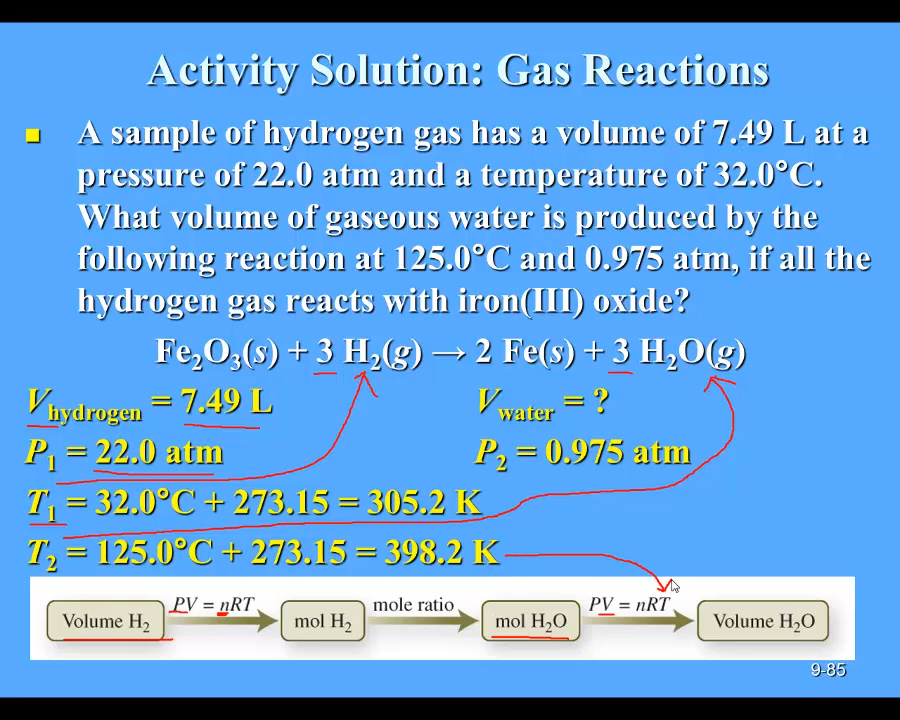 Activity Solution: Gas Reactions
A sample of hydrogen gas has a volume of 7.49 L at a
pressure of 22.0 atm and a temperature of 32.0°C.
What volume of gaseous water is produced by the
following reaction at 125.0°C and 0.975 atm, if all the
hydrogen gas reacts with iron(III) oxide?
Fe₂O₃(s) + 3 H₂(g) → 2 Fe(s) + 3 H₂O(g)
V_hydrogen = 7.49 L
V_water = ?
P₁ = 22.0 atm
P₂ = 0.975 atm
T₁ = 32.0°C + 273.15 = 305.2 K
T₂ = 125.0°C + 273.15 = 398.2 K
Volume H₂
PV = nRT
mol H₂
mole ratio
mol H₂O
PV = nRT
Volume H₂O
9-85